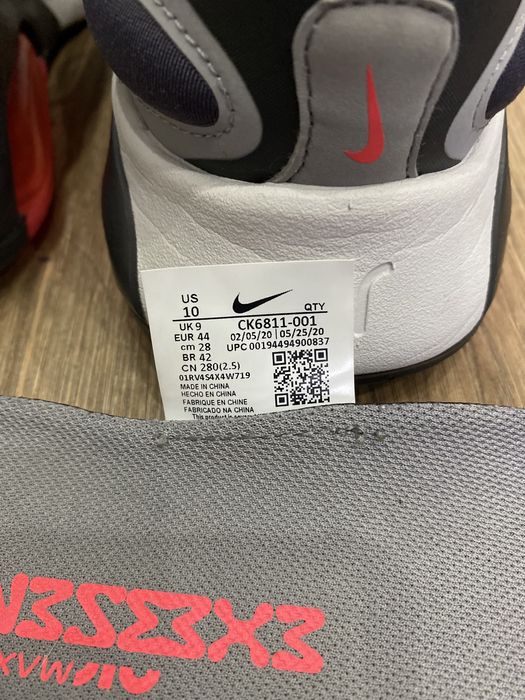 US
10
UK 9
EUR 44
cm 28
BR 42
CN 280(2.5)
01RV4S4X4W719
MADE IN CHINA
HECHO EN CHINA
FABRIQUE EN CHINE
FABRICADO NA CHINA
QTY
CK6811-001
02/05/20 05/25/20
UPC 00194494900837